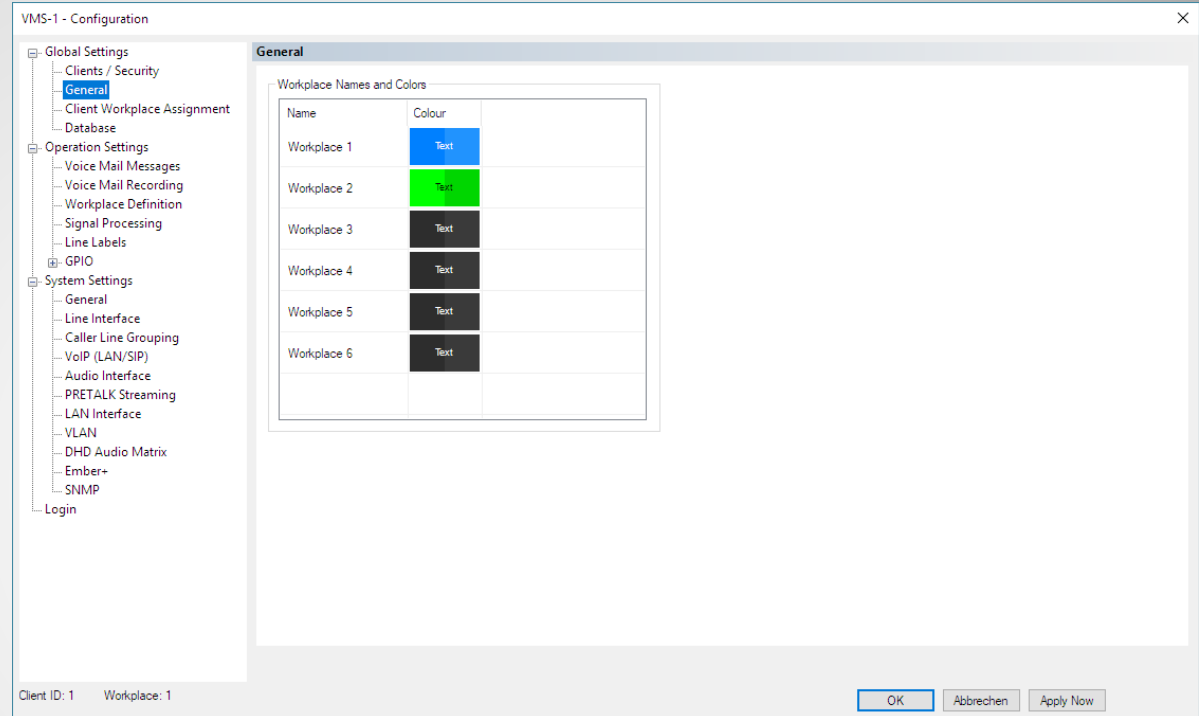 VMS-1 - Configuration
Global Settings
Clients / Security
General
Client Workplace Assignment
Database
Operation Settings
Voice Mail Messages
Voice Mail Recording
Workplace Definition
Signal Processing
Line Labels
GPIO
System Settings
General
Line Interface
Caller Line Grouping
VoIP (LAN/SIP)
Audio Interface
PRETALK Streaming
LAN Interface
VLAN
DHD Audio Matrix
Ember+
SNMP
Login
General
Workplace Names and Colors
Name Colour
Workplace 1 Text
Workplace 2 Text
Workplace 3 Text
Workplace 4 Text
Workplace 5 Text
Workplace 6 Text
Client ID: 1 Workplace: 1
OK Abbrechen Apply Now